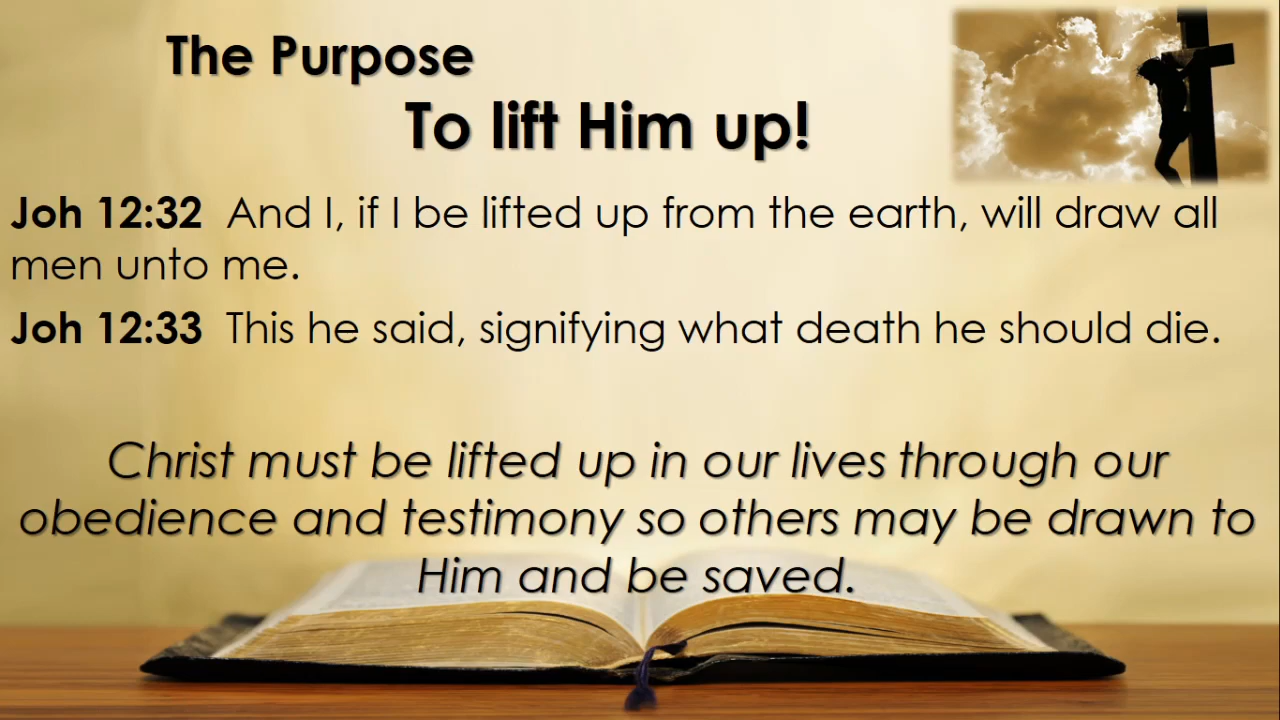 The Purpose
To lift Him up!
Joh 12:32 And I, if I be lifted up from the earth, will draw all
men unto me.
Joh 12:33 This he said, signifying what death he should die.
Christ must be lifted up in our lives through our
obedience and testimony so others may be drawn to
Him and be saved.